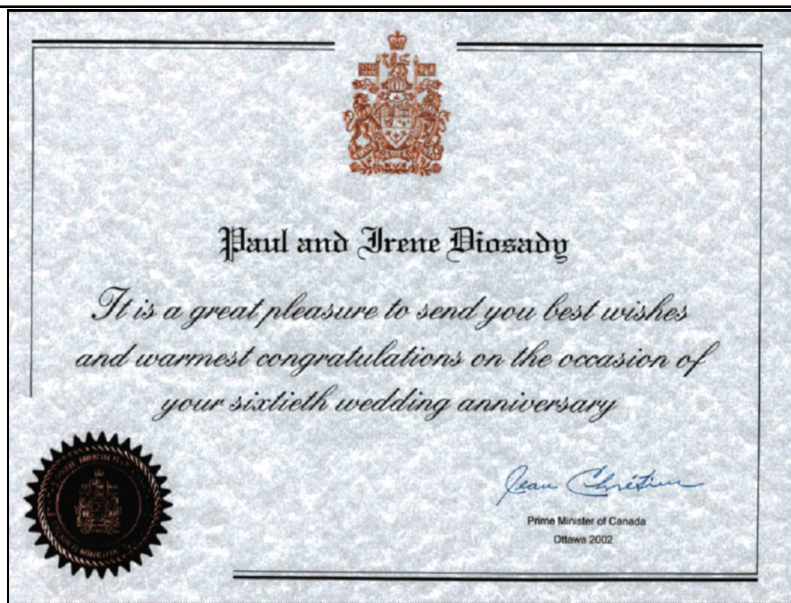 Paul and Irene Diosady
It is a great pleasure to send you best wishes
and warmest congratulations on the occasion of
your sixtieth wedding anniversary
Jean Chrétien
Prime Minister of Canada
Ottawa 2002